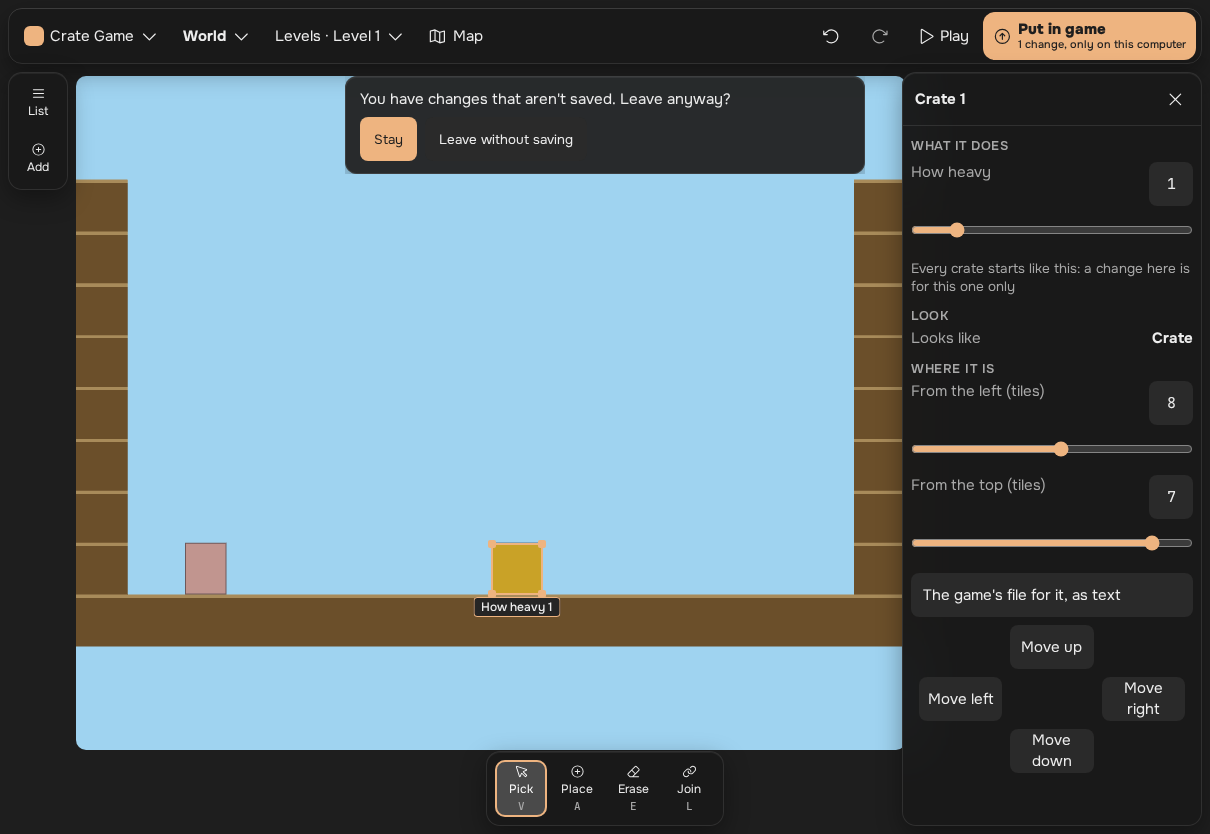 Crate Game
World
Levels · Level 1
Map
Play
Put in game
1 change, only on this computer
List
Add
You have changes that aren't saved. Leave anyway?
Stay
Leave without saving
How heavy 1
Pick
V
Place
A
Erase
E
Join
L
Crate 1
WHAT IT DOES
How heavy
1
Every crate starts like this: a change here is
for this one only
LOOK
Looks like
Crate
WHERE IT IS
From the left (tiles)
8
From the top (tiles)
7
The game's file for it, as text
Move up
Move left
Move
right
Move
down